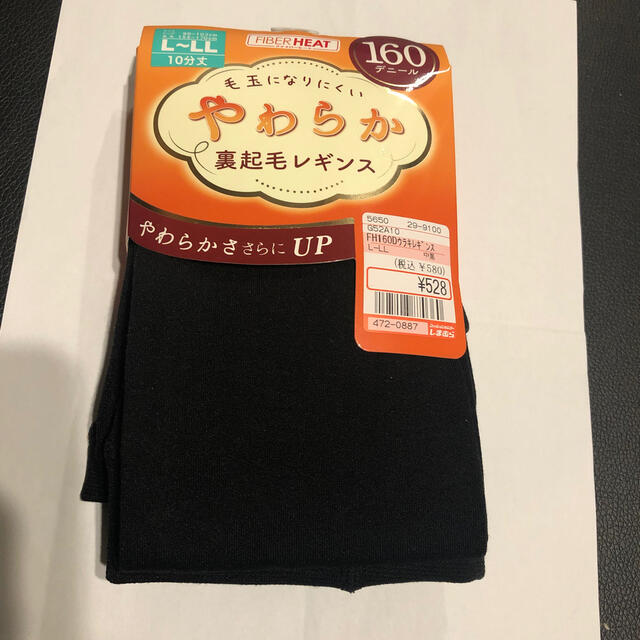 L~LL
10分丈
FIBER HEAT
160
デニール
毛玉になりにくい
やわらか
裏起毛レギンス
やわらかささらに UP
5650 29-9100
G52A10
FH160Dウラキレギンス
L-LL 中黒
(税込 ¥580)
¥528
472-0887
しまむら